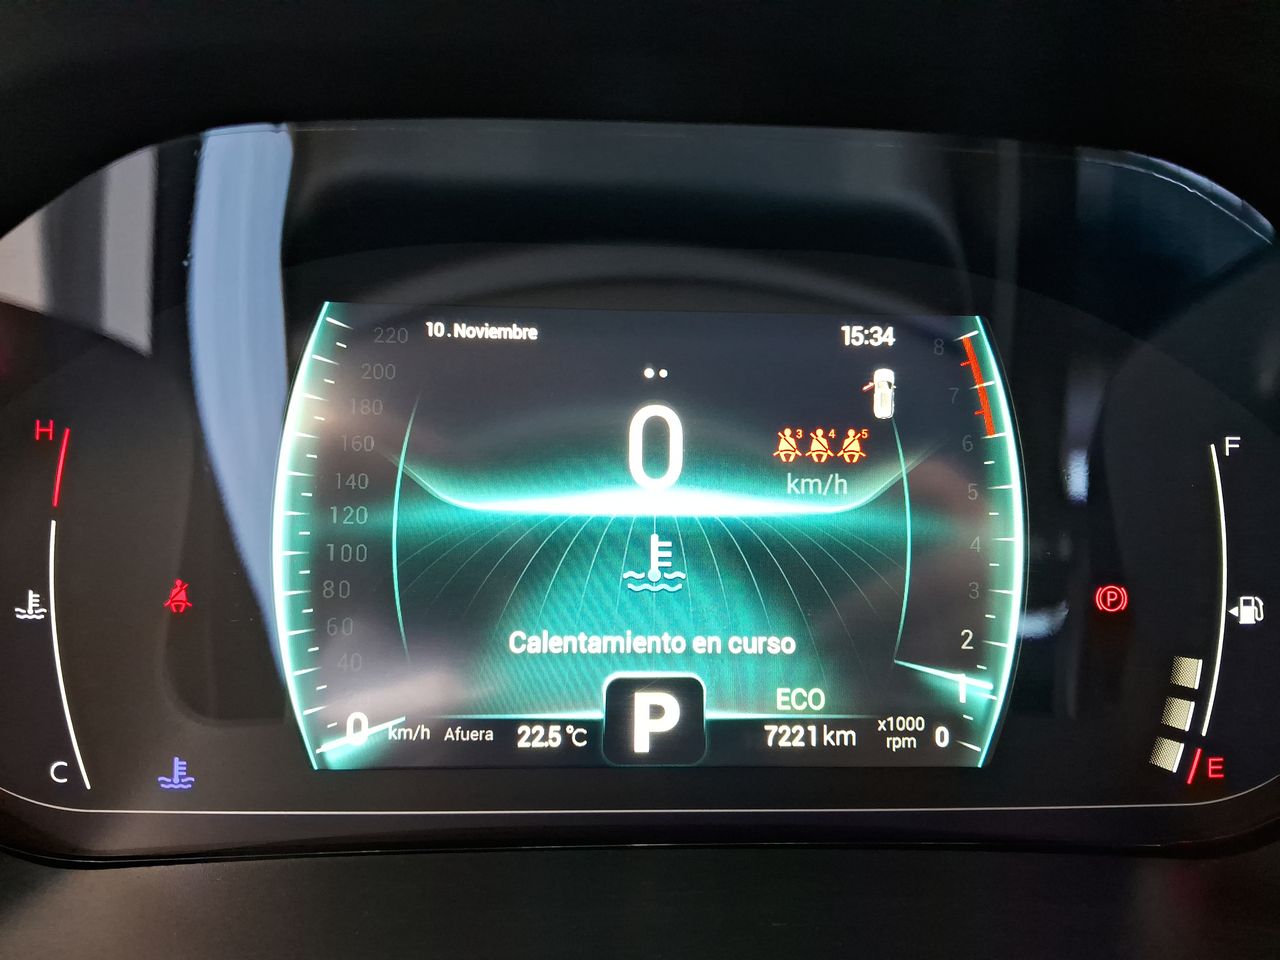 10. Noviembre 15:34
220
200
180
160
140
120
100
80
60
40
0
8
7
6
5
4
3
2
1
0
3 4 5
km/h
H
C
F
E
P
Calentamiento en curso
ECO
P
km/h Afuera 22.5 °C
7221 km
x1000
rpm 0